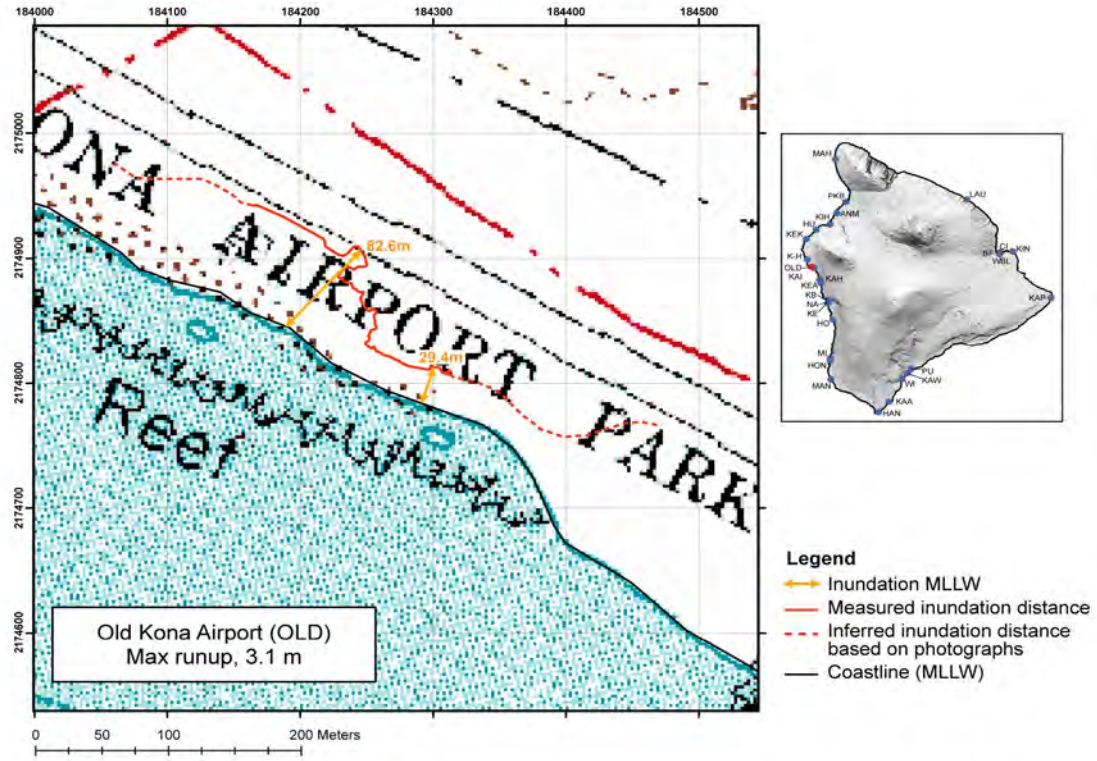 184000
184100
184200
184300
184400
184500
2175000
2174900
2174800
2174700
2174600
ONA
AIRPORT
PARK
82.6m
29.4m
Reef
Old Kona Airport (OLD)
Max runup, 3.1 m
0 50 100 200 Meters
MAH
PKB
LAU
KIH
ANM
HU
KEK
CI
KIN
K-H
WBL
OLD
KAI
KAH
KEA
KB
KAP
NA
KE
HO
MI
HON
PU
WI
KAW
MAN
KAA
HAN
Legend
Inundation MLLW
Measured inundation distance
Inferred inundation distance
based on photographs
Coastline (MLLW)